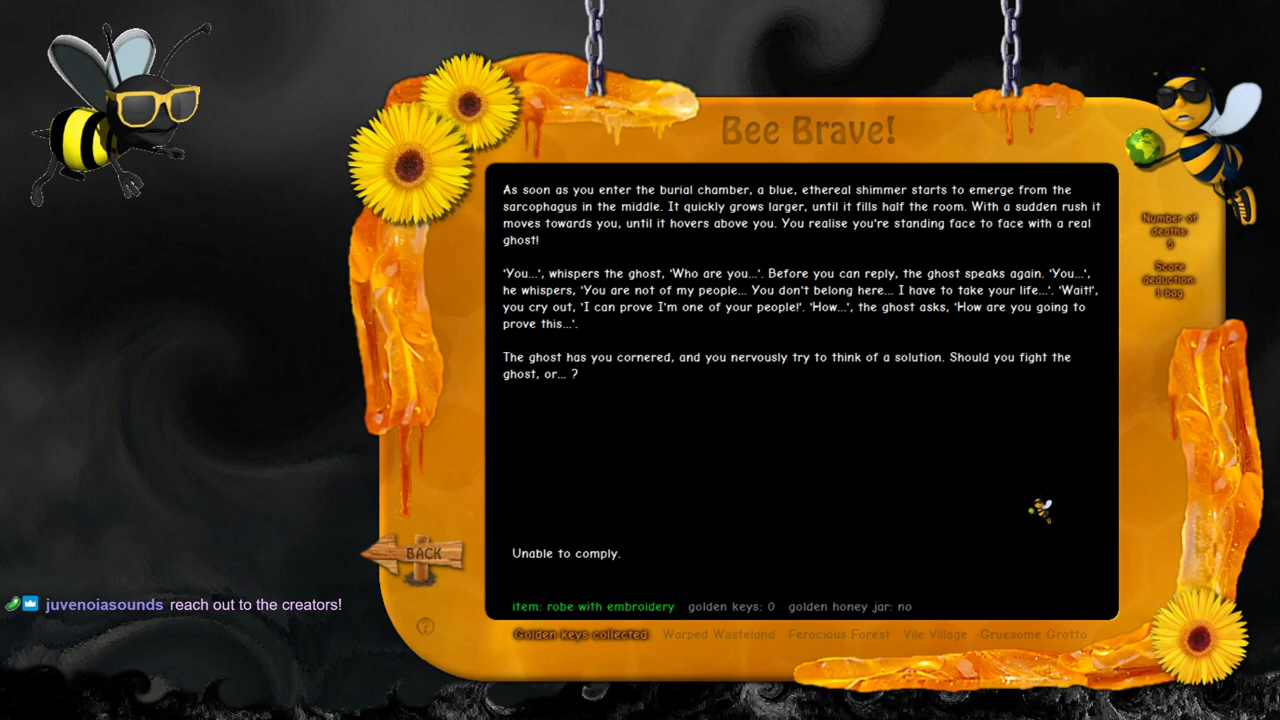 Bee Brave!
As soon as you enter the burial chamber, a blue, ethereal shimmer starts to emerge from the
sarcophagus in the middle. It quickly grows larger, until it fills half the room. With a sudden rush it
moves towards you, until it hovers above you. You realise you're standing face to face with a real
ghost!
'You...', whispers the ghost, 'Who are you...'. Before you can reply, the ghost speaks again. 'You...',
he whispers, 'You are not of my people... You don't belong here... I have to take your life...'. 'Wait!',
you cry out, 'I can prove I'm one of your people!'. 'How...', the ghost asks, 'How are you going to
prove this...'.
The ghost has you cornered, and you nervously try to think of a solution. Should you fight the
ghost, or... ?
Number of
deaths:
5
Score
deduction:
1 bag
BACK
Unable to comply.
juvenoiasounds reach out to the creators!
item: robe with embroidery golden keys: 0 golden honey jar: no
?
Golden keys collected Warped Wasteland Ferocious Forest Vile Village Gruesome Grotto